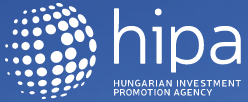 hipa
HUNGARIAN INVESTMENT
PROMOTION AGENCY